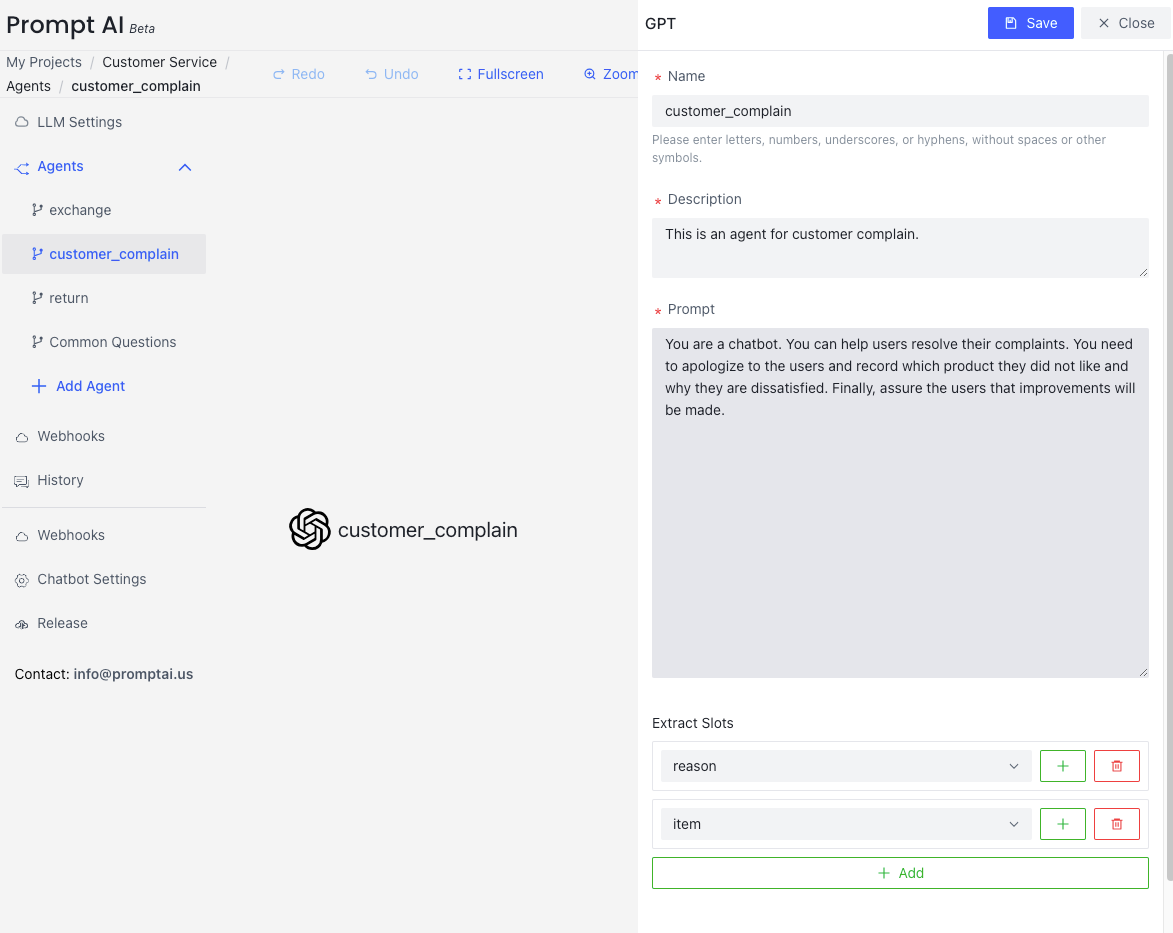 Prompt AI Beta
My Projects / Customer Service /
Agents / customer_complain
Redo
Undo
Fullscreen
Zoom
LLM Settings
Agents
exchange
customer_complain
return
Common Questions
Add Agent
Webhooks
History
Webhooks
Chatbot Settings
Release
Contact: info@promptai.us
customer_complain
GPT
Save
Close
* Name
customer_complain
Please enter letters, numbers, underscores, or hyphens, without spaces or other
symbols.
* Description
This is an agent for customer complain.
* Prompt
You are a chatbot. You can help users resolve their complaints. You need
to apologize to the users and record which product they did not like and
why they are dissatisfied. Finally, assure the users that improvements will
be made.
Extract Slots
reason
item
Add